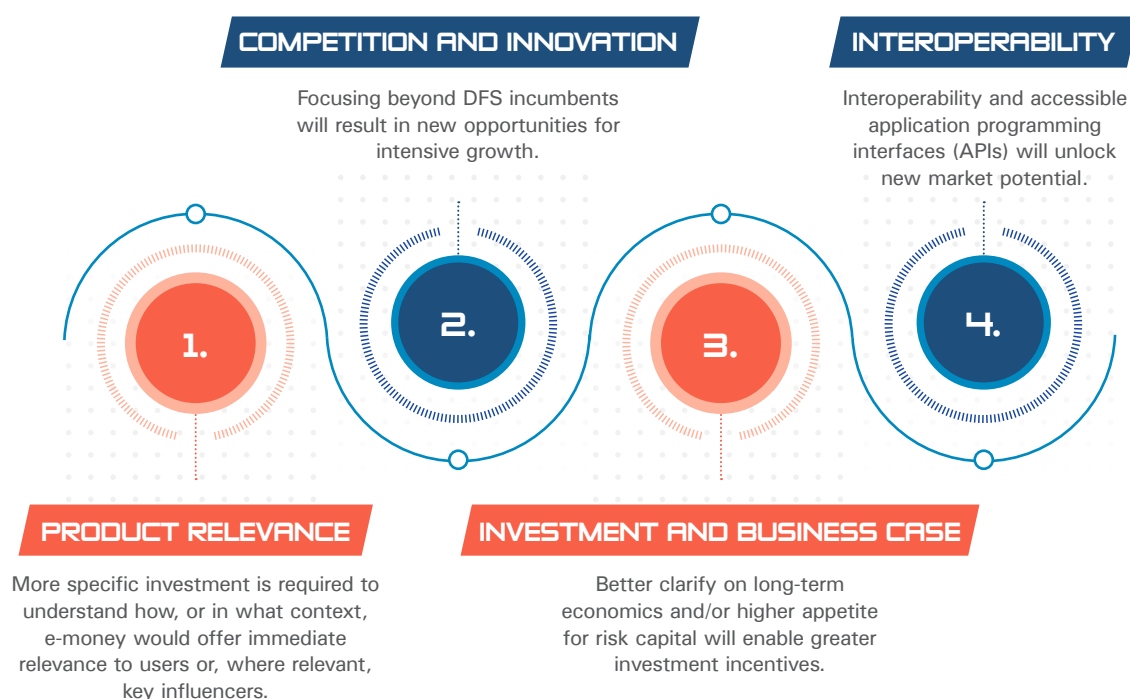 COMPETITION AND INNOVATION
Focusing beyond DFS incumbents
will result in new opportunities for
intensive growth.
INTEROPERABILITY
Interoperability and accessible
application programming
interfaces (APIs) will unlock
new market potential.
1.
2.
3.
4.
PRODUCT RELEVANCE
More specific investment is required to
understand how, or in what context,
e-money would offer immediate
relevance to users or, where relevant,
key influencers.
INVESTMENT AND BUSINESS CASE
Better clarify on long-term
economics and/or higher appetite
for risk capital will enable greater
investment incentives.